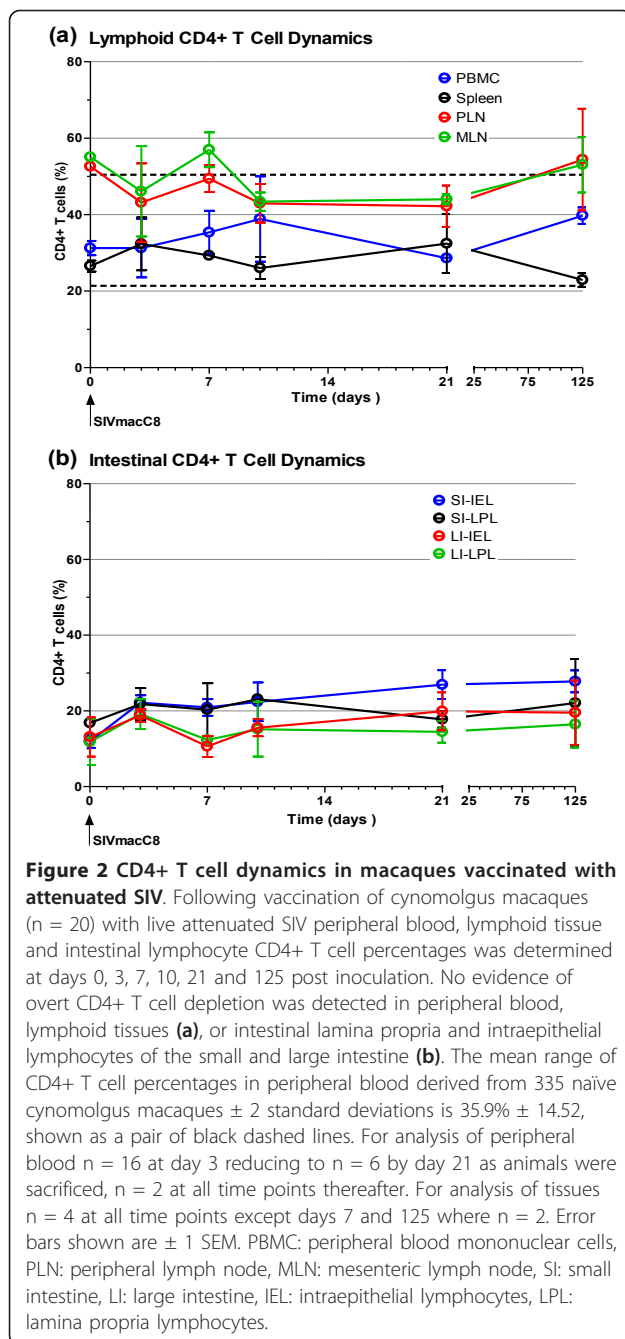 (a) Lymphoid CD4+ T Cell Dynamics
80
60
40
20
0
CD4+ T cells (%)
PBMC
Spleen
PLN
MLN
0 7 14 21 25 75 125
Time (days )
SIVmacC8
(b) Intestinal CD4+ T Cell Dynamics
80
60
40
20
0
CD4+ T cells (%)
SI-IEL
SI-LPL
LI-IEL
LI-LPL
0 7 14 21 25 75 125
Time (days)
SIVmacC8
Figure 2 CD4+ T cell dynamics in macaques vaccinated with
attenuated SIV. Following vaccination of cynomolgus macaques
(n = 20) with live attenuated SIV peripheral blood, lymphoid tissue
and intestinal lymphocyte CD4+ T cell percentages was determined
at days 0, 3, 7, 10, 21 and 125 post inoculation. No evidence of
overt CD4+ T cell depletion was detected in peripheral blood,
lymphoid tissues (a), or intestinal lamina propria and intraepithelial
lymphocytes of the small and large intestine (b). The mean range of
CD4+ T cell percentages in peripheral blood derived from 335 naïve
cynomolgus macaques ± 2 standard deviations is 35.9% ± 14.52,
shown as a pair of black dashed lines. For analysis of peripheral
blood n = 16 at day 3 reducing to n = 6 by day 21 as animals were
sacrificed, n = 2 at all time points thereafter. For analysis of tissues
n = 4 at all time points except days 7 and 125 where n = 2. Error
bars shown are ± 1 SEM. PBMC: peripheral blood mononuclear cells,
PLN: peripheral lymph node, MLN: mesenteric lymph node, SI: small
intestine, LI: large intestine, IEL: intraepithelial lymphocytes, LPL:
lamina propria lymphocytes.